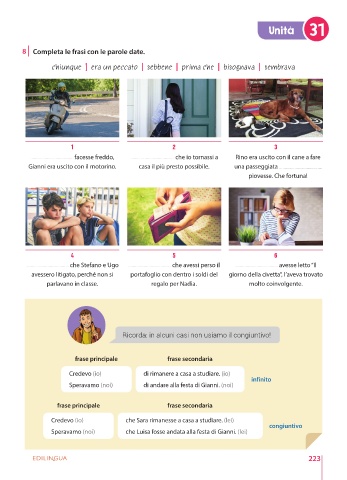 Unità 31
8 Completa le frasi con le parole date.
chiunque | era un peccato | sebbene | prima che | bisognava | sembrava
1
facesse freddo,
Gianni era uscito con il motorino.
2
che io tornassi a
casa il più presto possibile.
3
Rino era uscito con il cane a fare
una passeggiata
piovesse. Che fortuna!
4
che Stefano e Ugo
avessero litigato, perché non si
parlavano in classe.
5
che avessi perso il
portafoglio con dentro i soldi del
regalo per Nadia.
6
avesse letto “Il
giorno della civetta”, l’aveva trovato
molto coinvolgente.
Ricorda: in alcuni casi non usiamo il congiuntivo!
frase principale frase secondaria
Credevo (io) di rimanere a casa a studiare. (io)
Speravamo (noi) di andare alla festa di Gianni. (noi)
infinito
frase principale frase secondaria
Credevo (io) che Sara rimanesse a casa a studiare. (lei)
Speravamo (noi) che Luisa fosse andata alla festa di Gianni. (lei)
congiuntivo
EDILINGUA 223